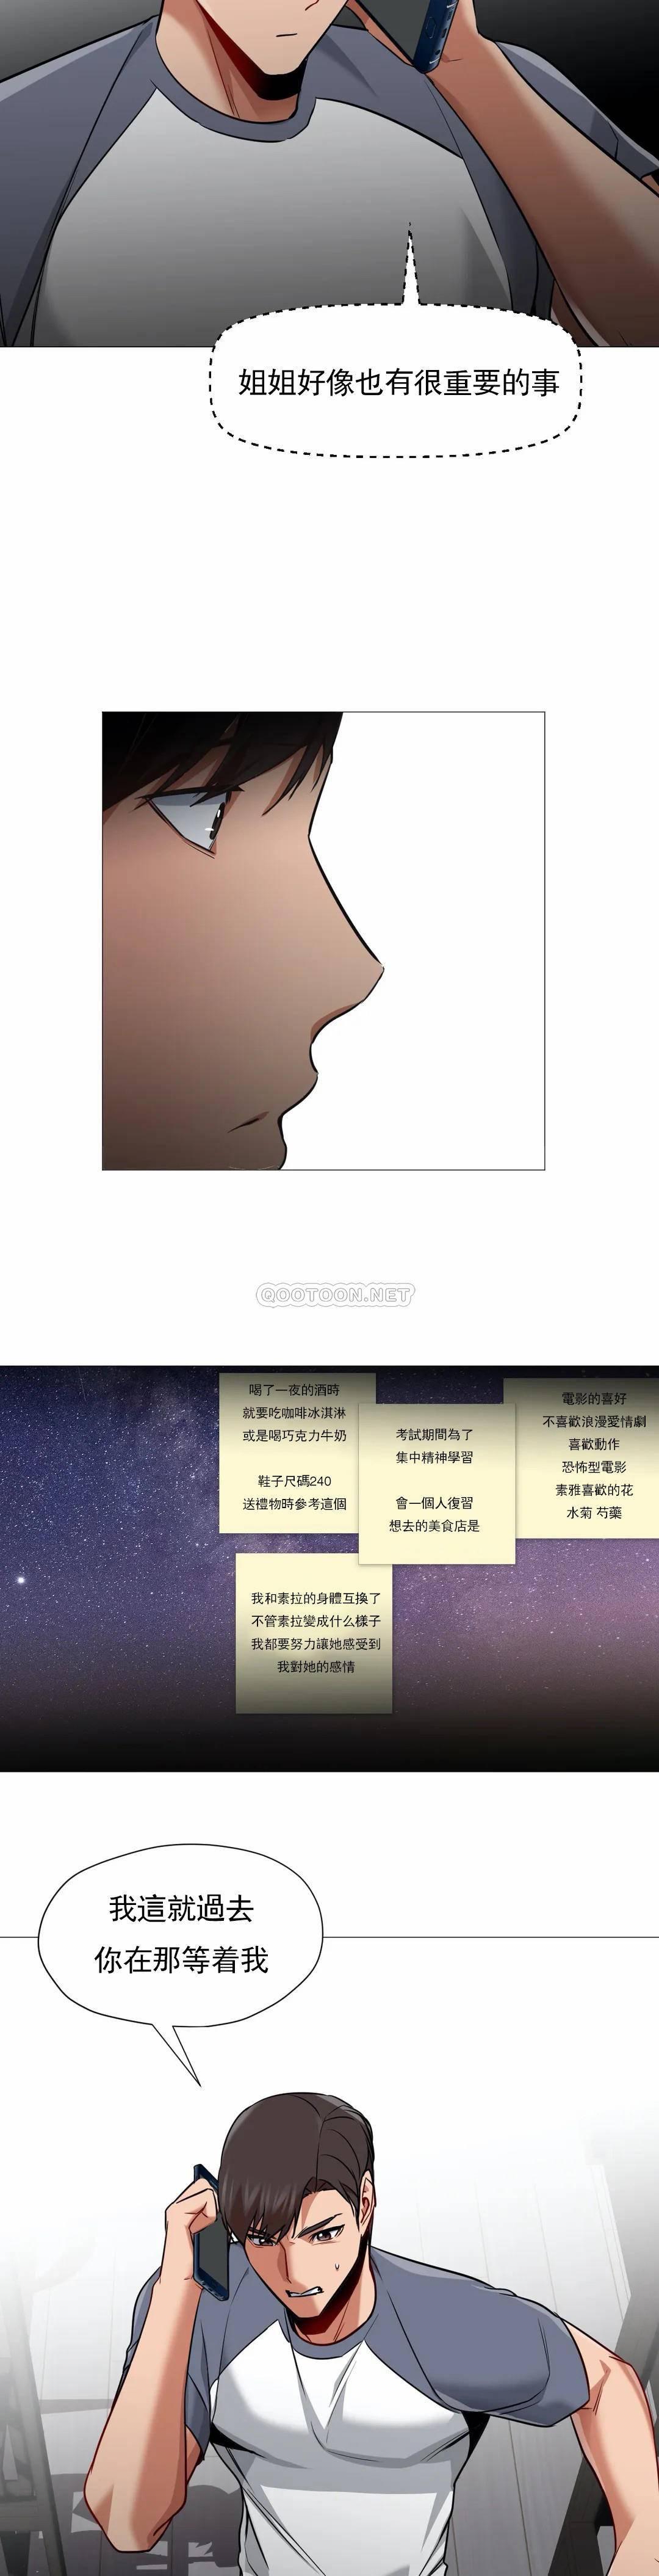 姐姐好像也有很重要的事
QOOTOON.NET
喝了一夜的酒時
就要吃咖啡冰淇淋
或是喝巧克力牛奶
鞋子尺碼240
送禮物時參考這個
考試期間為了
集中精神學習
會一個人復習
想去的美食店是
電影的喜好
不喜歡浪漫愛情劇
喜歡動作
恐怖型電影
素雅喜歡的花
水菊 芍藥
我和素拉的身體互換了
不管素拉變成什么樣子
我都要努力讓她感受到
我對她的感情
我這就過去
你在那等着我